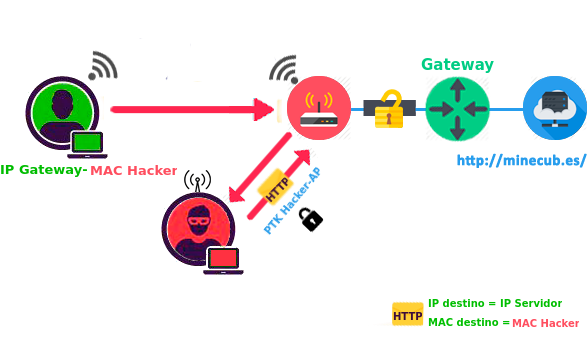 Gateway
http://minecub.es/
IP Gateway- MAC Hacker
HTTP
PTK Hacker-AP
HTTP
IP destino = IP Servidor
MAC destino = MAC Hacker